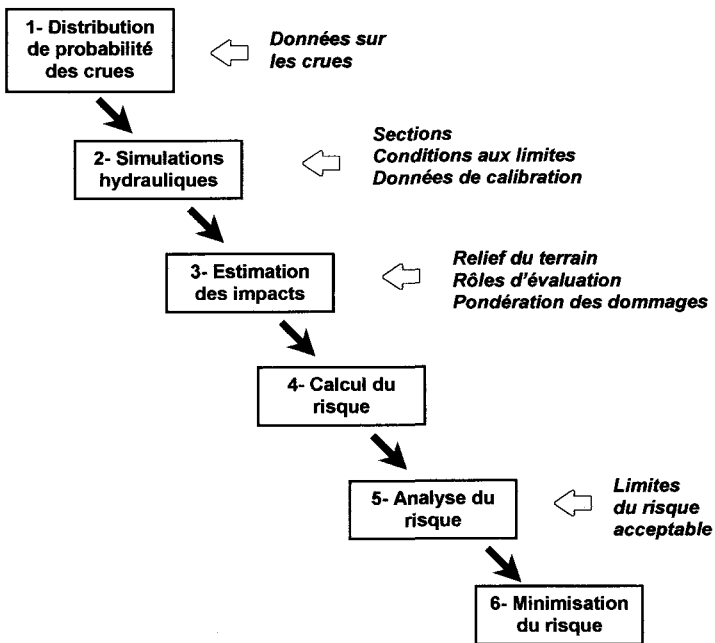 1- Distribution
de probabilité
des crues
Données sur
les crues
2- Simulations
hydrauliques
Sections
Conditions aux limites
Données de calibration
3- Estimation
des impacts
Relief du terrain
Rôles d'évaluation
Pondération des dommages
4- Calcul du
risque
5- Analyse du
risque
Limites
du risque
acceptable
6- Minimisation
du risque